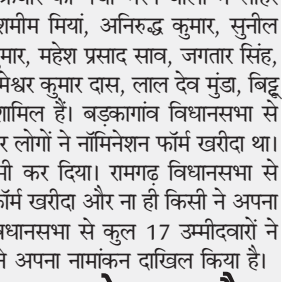 शमीम मियां, अनिरुद्ध कुमार, सुनील
मार, महेश प्रसाद साव, जगतार सिंह,
मेश्वर कुमार दास, लाल देव मुंडा, बिट्टू
शामिल हैं। बड़कागांव विधानसभा से
र लोगों ने नॉमिनेशन फॉर्म खरीदा था।
मी कर दिया। रामगढ़ विधानसभा से
फॉर्म खरीदा और ना ही किसी ने अपना
विधानसभा से कुल 17 उम्मीदवारों ने
ने अपना नामांकन दाखिल किया है।